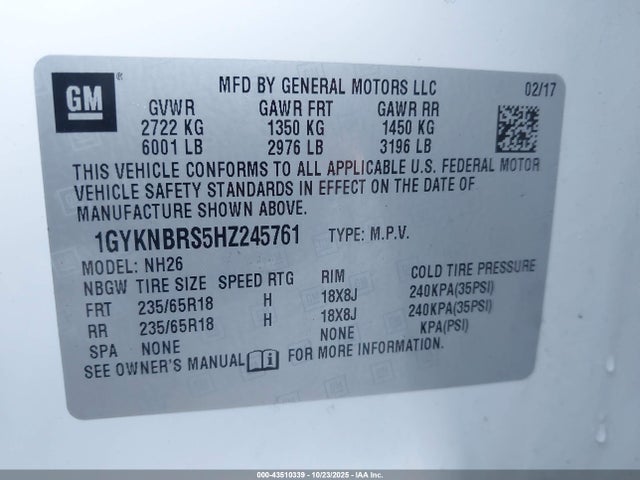 GM ®
MFD BY GENERAL MOTORS LLC 02/17
GVWR GAWR FRT GAWR RR
2722 KG 1350 KG 1450 KG
6001 LB 2976 LB 3196 LB
THIS VEHICLE CONFORMS TO ALL APPLICABLE U.S. FEDERAL MOTOR
VEHICLE SAFETY STANDARDS IN EFFECT ON THE DATE OF
MANUFACTURE SHOWN ABOVE.
1GYKNBRS5HZ245761 TYPE: M.P.V.
MODEL: NH26
NBGW TIRE SIZE SPEED RTG RIM COLD TIRE PRESSURE
FRT 235/65R18 H 18X8J 240KPA(35PSI)
RR 235/65R18 H 18X8J 240KPA(35PSI)
SPA NONE NONE KPA(PSI)
SEE OWNER'S MANUAL i FOR MORE INFORMATION.
000-43510339 - 10/23/2025 - IAA Inc.